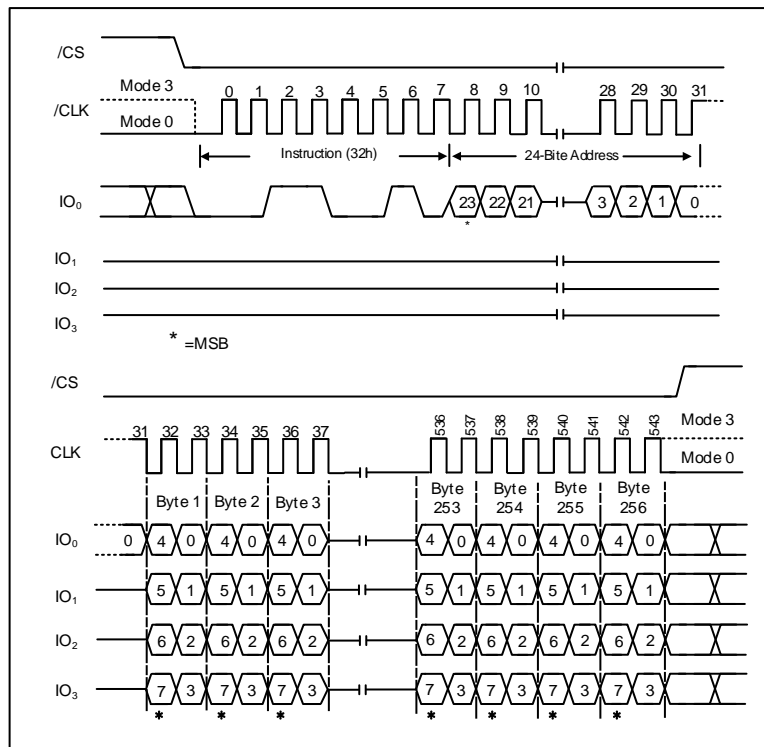 /CS
Mode 3
0 1 2 3 4 5 6 7 8 9 10 28 29 30 31
/CLK
Mode 0
Instruction (32h) 24-Bite Address
IO₀ 23 22 21 3 2 1 0
*
IO₁
IO₂
IO₃
* =MSB
/CS
31 32 33 34 35 36 37 536 537 538 539 540 541 542 543 Mode 3
CLK
Mode 0
Byte 1 Byte 2 Byte 3 Byte 253 Byte 254 Byte 255 Byte 256
IO₀ 0 4 0 4 0 4 0 4 0 4 0 4 0 4 0
IO₁ 5 1 5 1 5 1 5 1 5 1 5 1 5 1
IO₂ 6 2 6 2 6 2 6 2 6 2 6 2 6 2
IO₃ 7 3 7 3 7 3 7 3 7 3 7 3 7 3
* * * * * * *